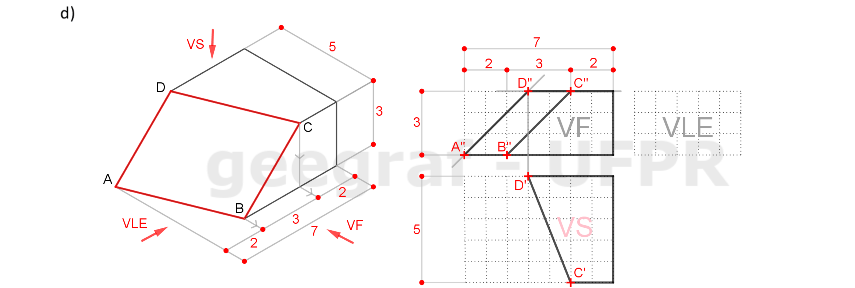 d)
VS
5
D
3
C
A
B
2
3
2
7
VLE
VF
7
2 3 2
D" C"
3
VF
VLE
A" B"
geegraf - UFPR
D'
5
VS
C'